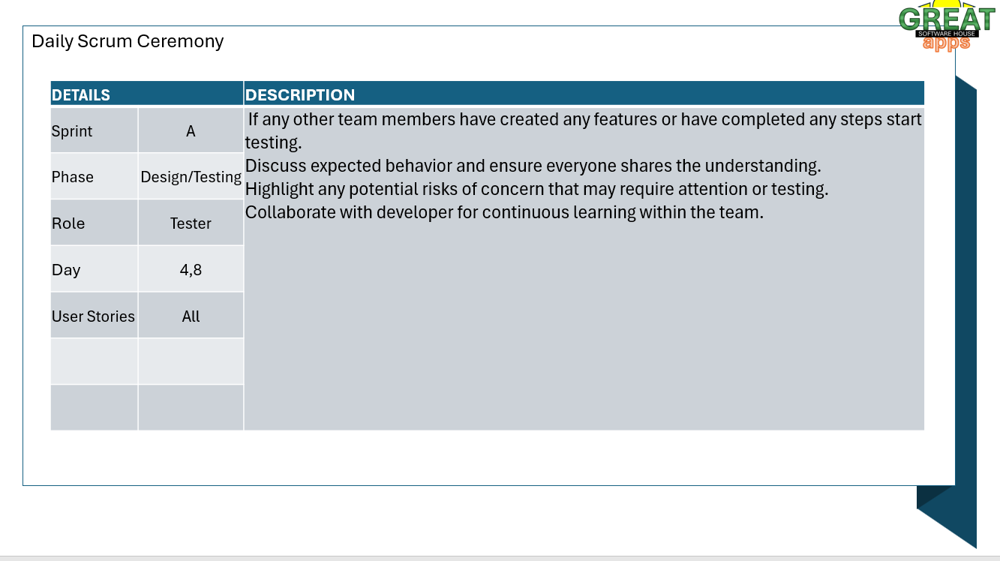 GREAT
SOFTWARE HOUSE
apps
Daily Scrum Ceremony
DETAILS
DESCRIPTION
Sprint
A
Phase
Design/Testing
Role
Tester
Day
4,8
User Stories
All
If any other team members have created any features or have completed any steps start
testing.
Discuss expected behavior and ensure everyone shares the understanding.
Highlight any potential risks of concern that may require attention or testing.
Collaborate with developer for continuous learning within the team.